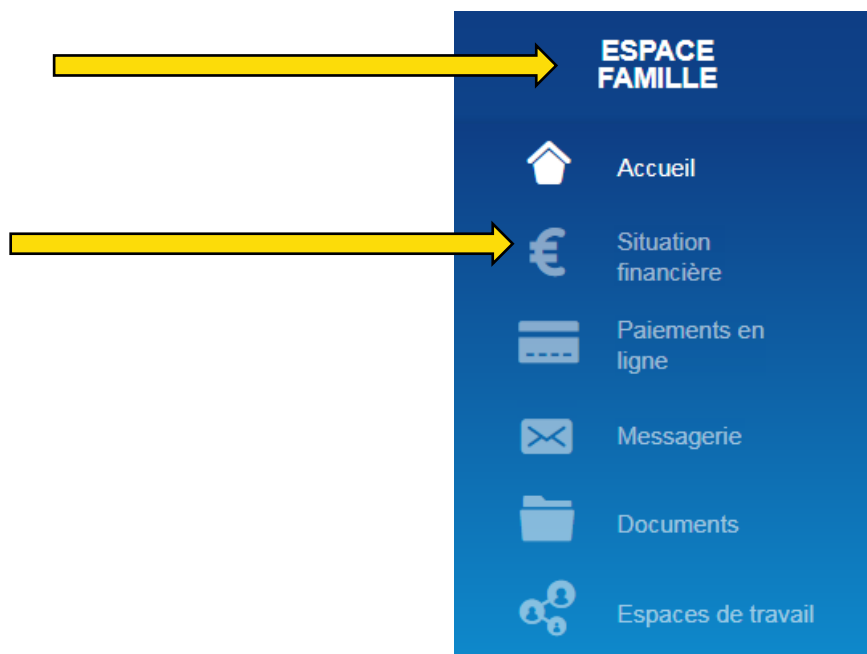 ESPACE
FAMILLE
Accueil
Situation
financière
Paiements en
ligne
Messagerie
Documents
Espaces de travail